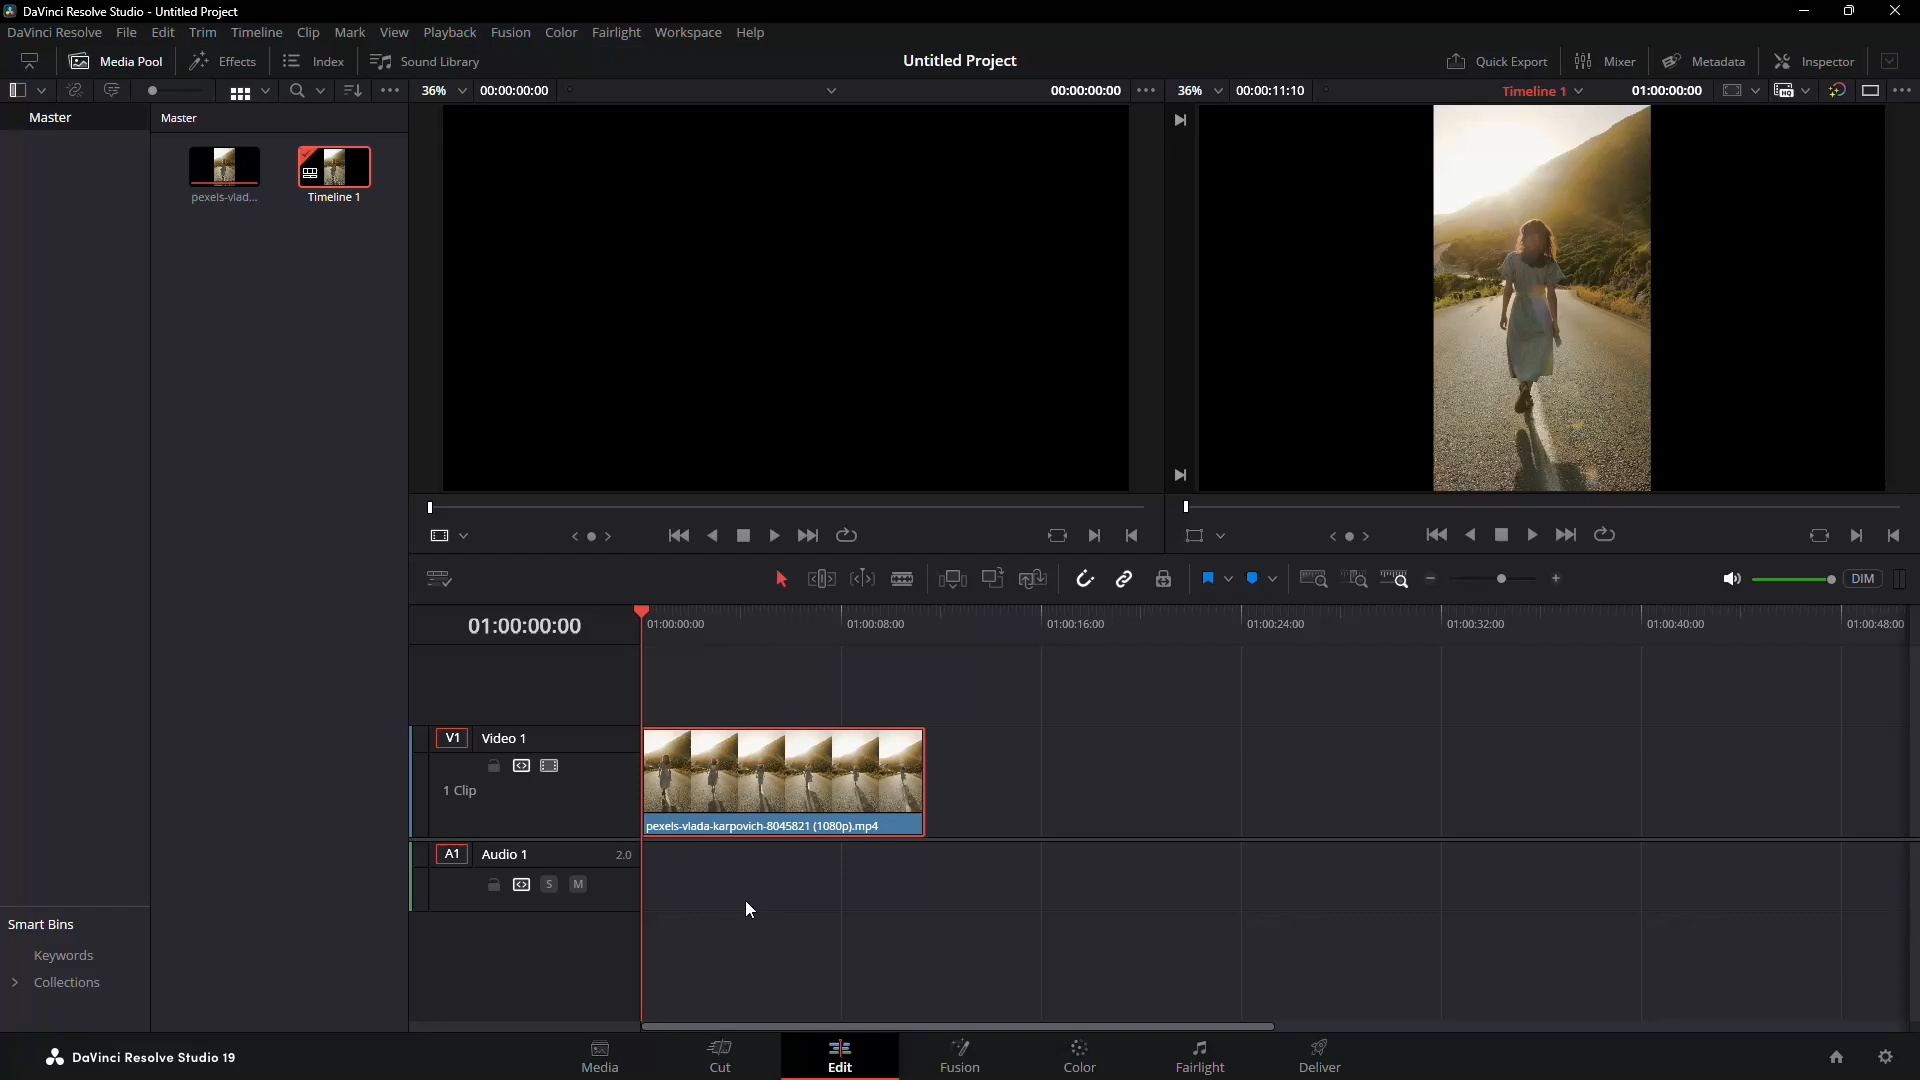 DaVinci Resolve Studio - Untitled Project
DaVinci Resolve File Edit Trim Timeline Clip Mark View Playback Fusion Color Fairlight Workspace Help
Media Pool Effects Index Sound Library Untitled Project Quick Export Mixer Metadata Inspector
36% 00:00:00:00 00:00:00:00 36% 00:00:11:10 Timeline 1 01:00:00:00
Master Master
pexels-vlad... Timeline 1
DIM
01:00:00:00 01:00:00:00 01:00:08:00 01:00:16:00 01:00:24:00 01:00:32:00 01:00:40:00 01:00:48:00
V1 Video 1
1 Clip
pexels-vlada-karpovich-8045821 (1080p).mp4
A1 Audio 1 2.0
S M
Smart Bins
Keywords
Collections
DaVinci Resolve Studio 19 Media Cut Edit Fusion Color Fairlight Deliver